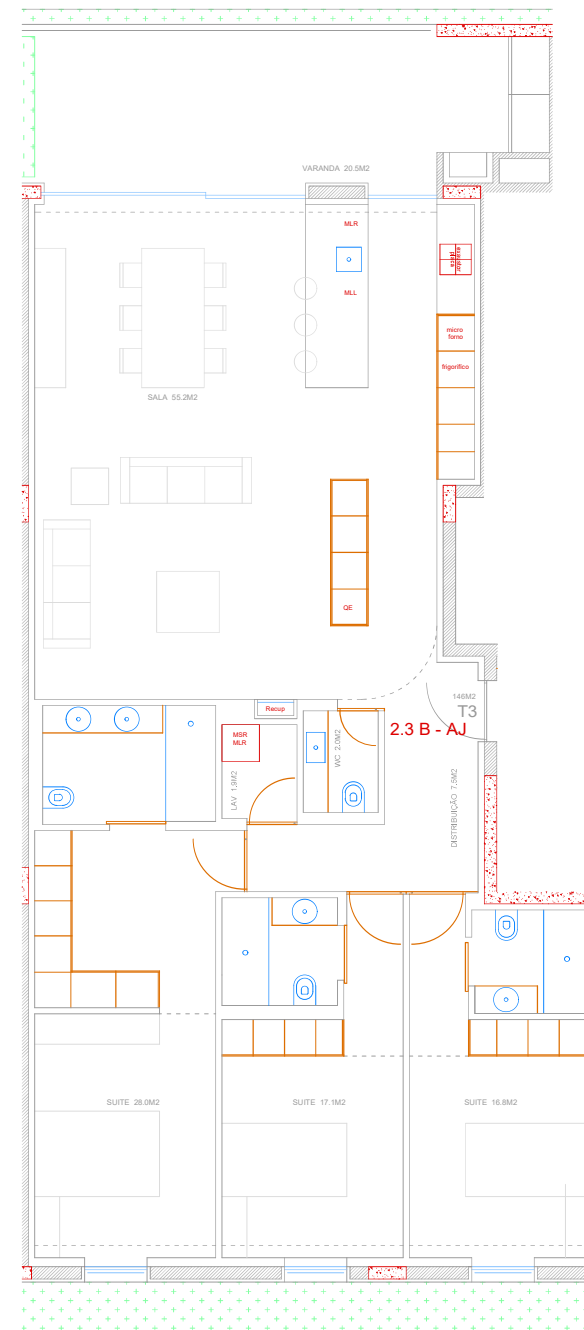 VARANDA 20.5M2
MLR
exaustor
placa
MLL
micro
forno
frigorifico
SALA 55.2M2
QE
146M2
T3
Recup
2.3 B - AJ
MSR
MLR
WC 2.0M2
LAV 1.9M2
DISTRIBUIÇÃO 7.5M2
SUITE 28.0M2
SUITE 17.1M2
SUITE 16.8M2